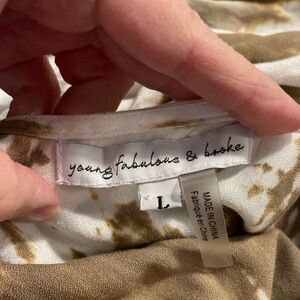 young fabulous & broke
L
MADE IN CHINA
Fabriqué en Chine